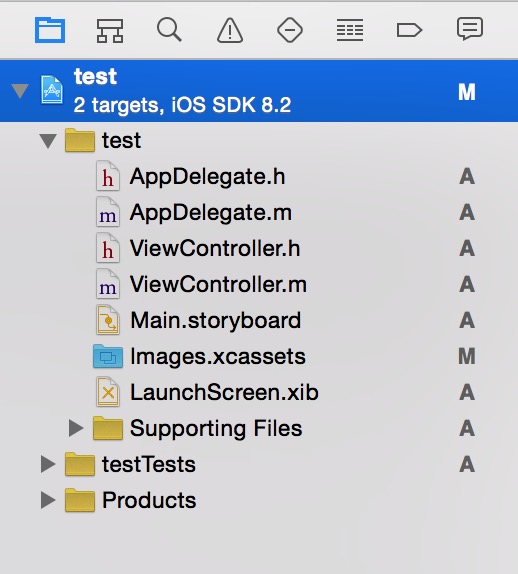 test
2 targets, iOS SDK 8.2
M
test
h AppDelegate.h A
m AppDelegate.m A
h ViewController.h A
m ViewController.m A
Main.storyboard A
Images.xcassets M
LaunchScreen.xib A
Supporting Files A
testTests A
Products